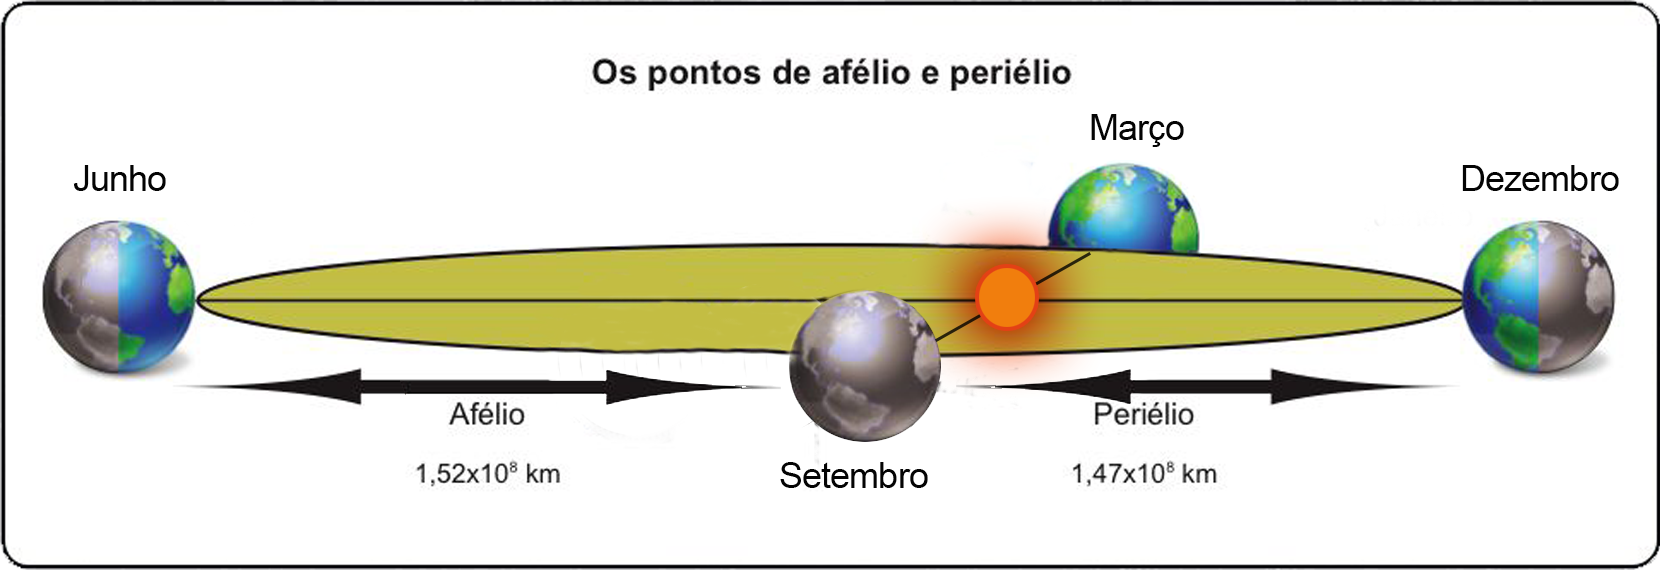 Os pontos de afélio e periélio
Março
Junho
Dezembro
Afélio
Periélio
1,52x10⁸ km
1,47x10⁸ km
Setembro